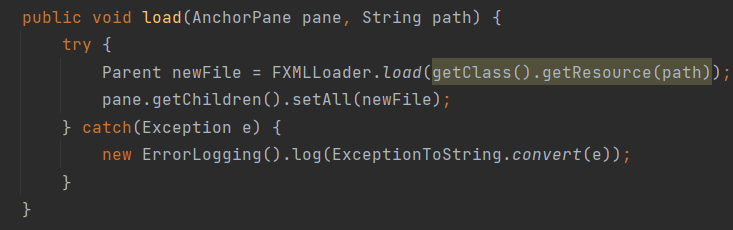 public void load(AnchorPane pane, String path) {
    try {
        Parent newFile = FXMLLoader.load(getClass().getResource(path));
        pane.getChildren().setAll(newFile);
    } catch(Exception e) {
        new ErrorLogging().log(ExceptionToString.convert(e));
    }
}